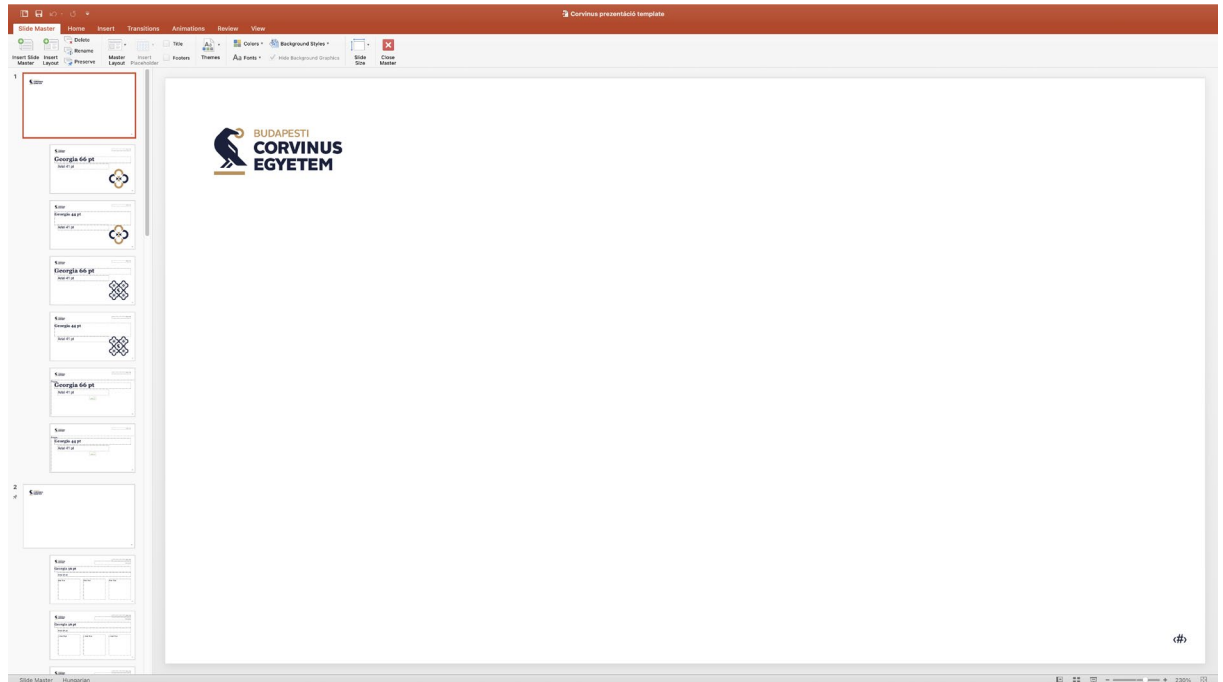 Corvinus prezentáció template
Slide Master Home Insert Transitions Animations Review View
Insert Slide Master
Insert Layout
Delete
Rename
Preserve
Master Layout
Insert Placeholder
Title
Footers
Themes
Colors
Fonts
Background Styles
Hide Background Graphics
Slide Size
Close Master
1
Georgia 66 pt
Georgia 44 pt
Georgia 66 pt
Georgia 44 pt
Georgia 66 pt
Georgia 44 pt
2
BUDAPESTI
CORVINUS
EGYETEM
‹#›
Slide Master Hungarian
236%